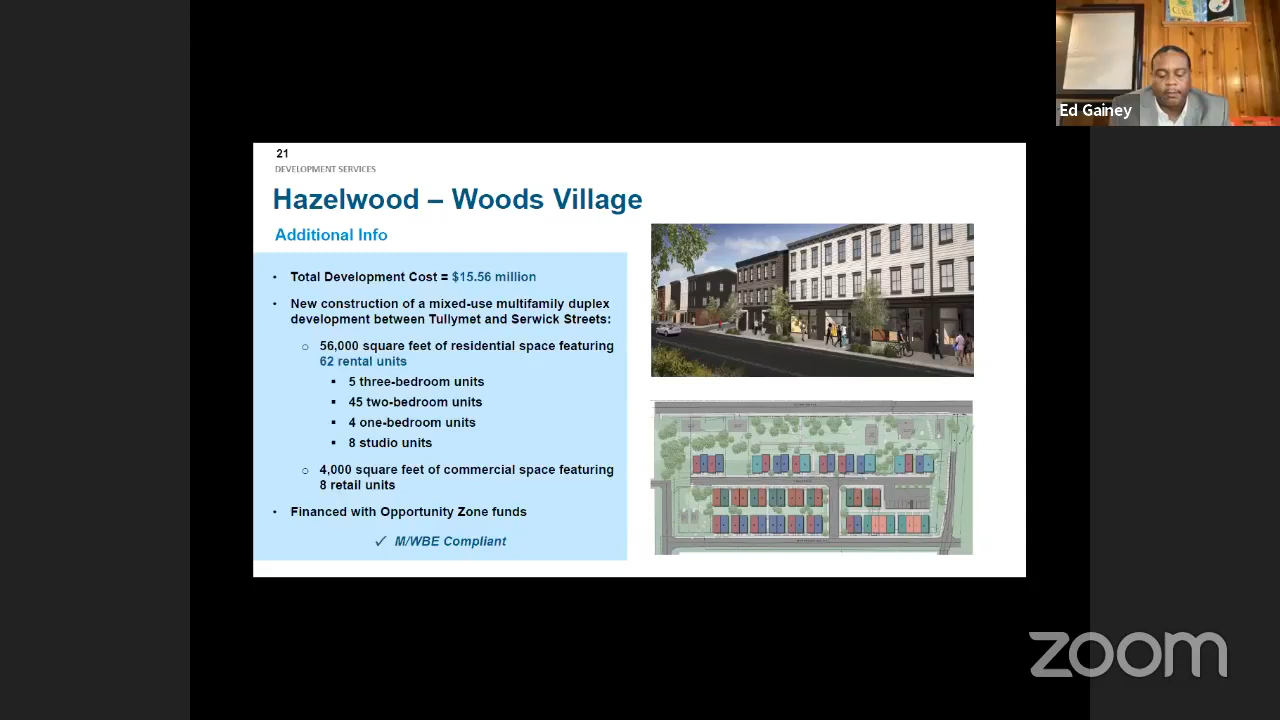 Ed Gainey
21
DEVELOPMENT SERVICES
Hazelwood – Woods Village
Additional Info
• Total Development Cost = $15.56 million
• New construction of a mixed-use multifamily duplex
development between Tullymet and Serwick Streets:
o 56,000 square feet of residential space featuring
62 rental units
▪ 5 three-bedroom units
▪ 45 two-bedroom units
▪ 4 one-bedroom units
▪ 8 studio units
o 4,000 square feet of commercial space featuring
8 retail units
• Financed with Opportunity Zone funds
✓ M/WBE Compliant
zoom